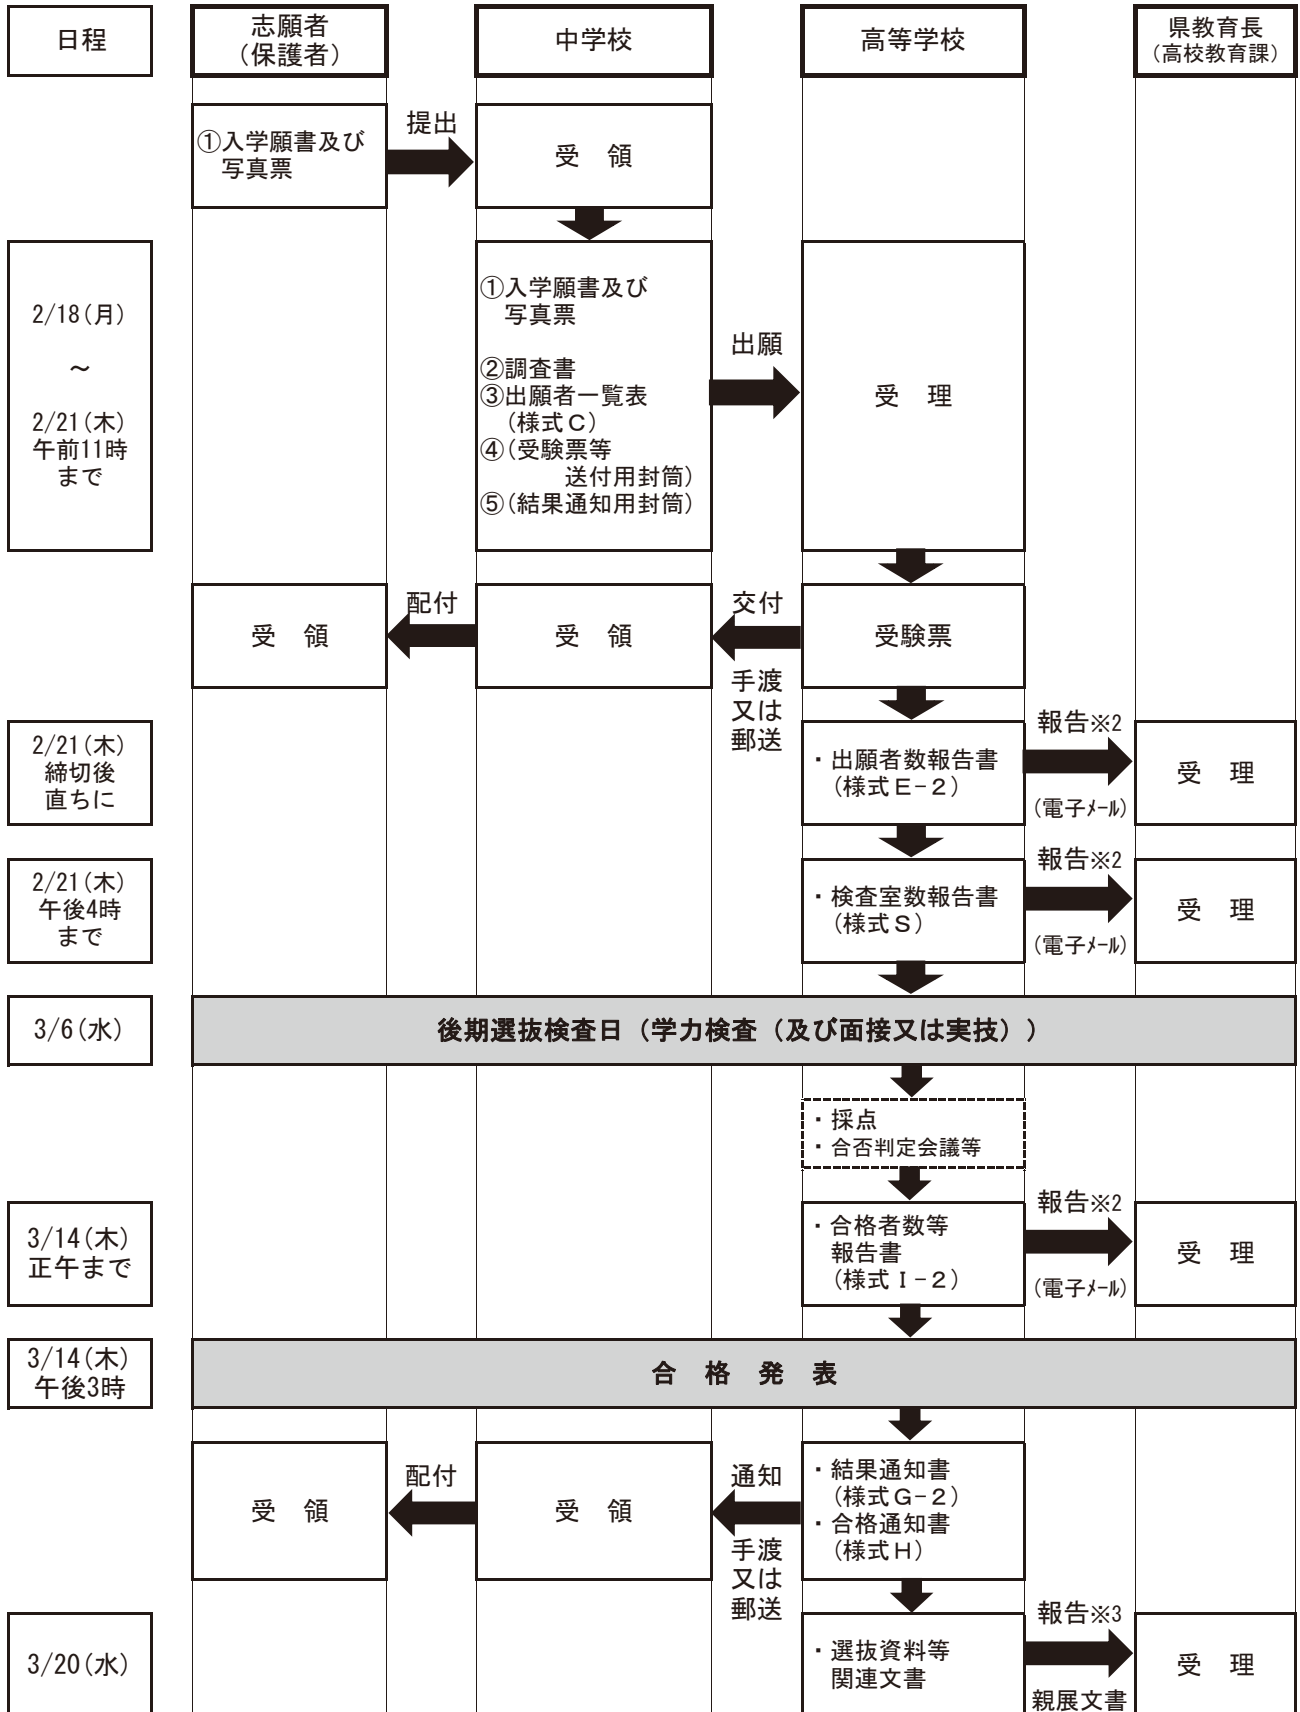 日程
志願者
（保護者）
中学校
高等学校
県教育長
（高校教育課）
①入学願書及び
写真票
提出
受　領
2/18(月)
～
2/21(木)
午前11時
まで
①入学願書及び
写真票
②調査書
③出願者一覧表
（様式Ｃ）
④（受験票等
送付用封筒）
⑤（結果通知用封筒）
出願
受　理
受　領
配付
受　領
交付
手渡
又は
郵送
受験票
2/21(木)
締切後
直ちに
・出願者数報告書
（様式Ｅ-２）
報告※2
（電子ﾒｰﾙ）
受　理
2/21(木)
午後4時
まで
・検査室数報告書
（様式Ｓ）
報告※2
（電子ﾒｰﾙ）
受　理
3/6(水)
後期選抜検査日（学力検査（及び面接又は実技））
・採点
・合否判定会議等
3/14(木)
正午まで
・合格者数等
報告書
（様式Ｉ-２）
報告※2
（電子ﾒｰﾙ）
受　理
3/14(木)
午後3時
合　格　発　表
受　領
配付
受　領
通知
手渡
又は
郵送
・結果通知書
（様式Ｇ-２）
・合格通知書
（様式Ｈ）
3/20(水)
・選抜資料等
関連文書
報告※3
親展文書
受　理